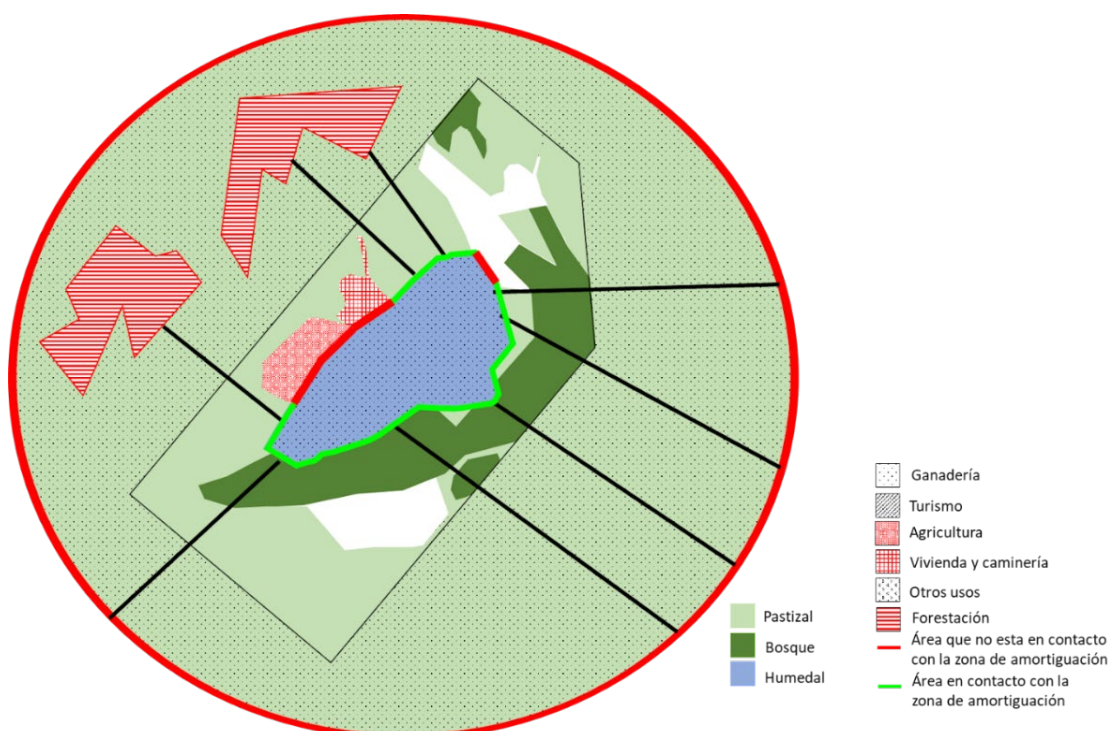 Pastizal
Bosque
Humedal
Ganadería
Turismo
Agricultura
Vivienda y caminería
Otros usos
Forestación
Área que no esta en contacto
con la zona de amortiguación
Área en contacto con la
zona de amortiguación